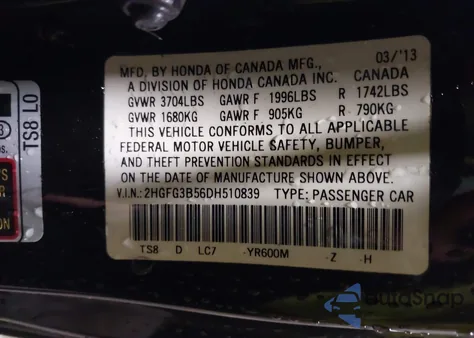 MFD. BY HONDA OF CANADA MFG., 03/'13
A DIVISION OF HONDA CANADA INC. CANADA
GVWR 3704LBS GAWR F 1996LBS R 1742LBS
GVWR 1680KG GAWR F 905KG R 790KG
THIS VEHICLE CONFORMS TO ALL APPLICABLE
FEDERAL MOTOR VEHICLE SAFETY, BUMPER,
AND THEFT PREVENTION STANDARDS IN EFFECT
ON THE DATE OF MANUFACTURE SHOWN ABOVE.
V.I.N.: 2HGFG3B56DH510839 TYPE: PASSENGER CAR
TS8 D LC7 -YR600M -Z -H
TS8 LO
AutoSnap